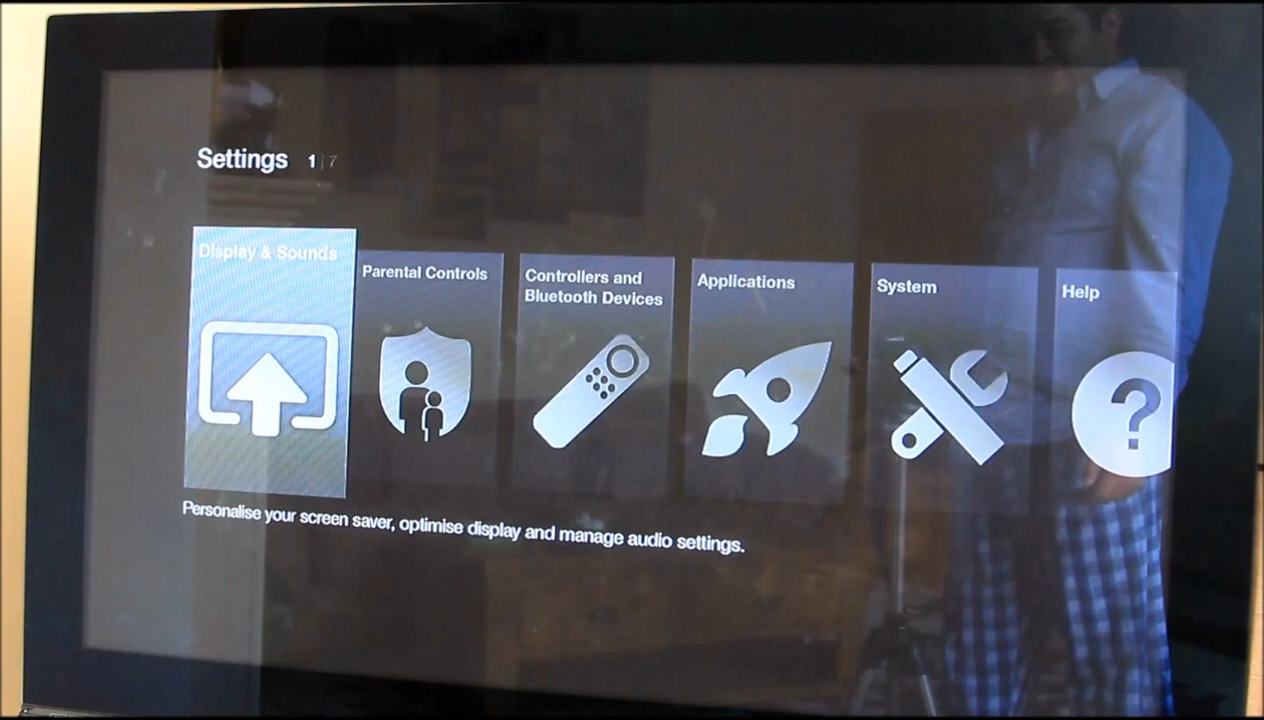 Settings 1|7
Display & Sounds
Parental Controls
Controllers and
Bluetooth Devices
Applications
System
Help
Personalise your screen saver, optimise display and manage audio settings.